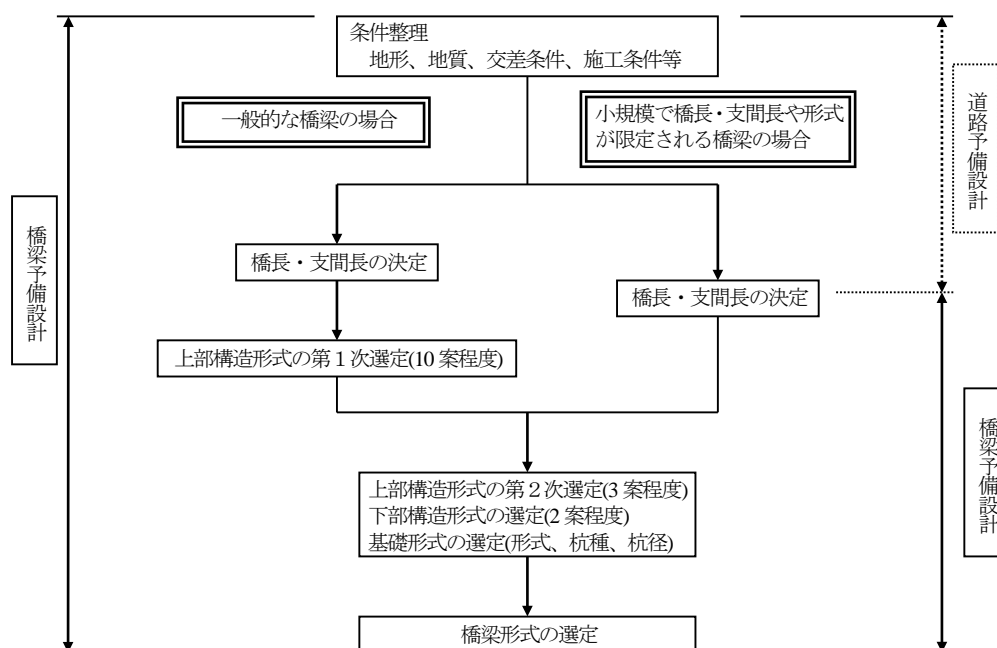 条件整理
地形、地質、交差条件、施工条件等
一般的な橋梁の場合
小規模で橋長・支間長や形式
が限定される橋梁の場合
道路予備設計
橋梁予備設計
橋長・支間長の決定
橋長・支間長の決定
上部構造形式の第１次選定(10 案程度)
橋梁予備設計
上部構造形式の第２次選定(3 案程度)
下部構造形式の選定(2 案程度)
基礎形式の選定(形式、杭種、杭径)
橋梁形式の選定